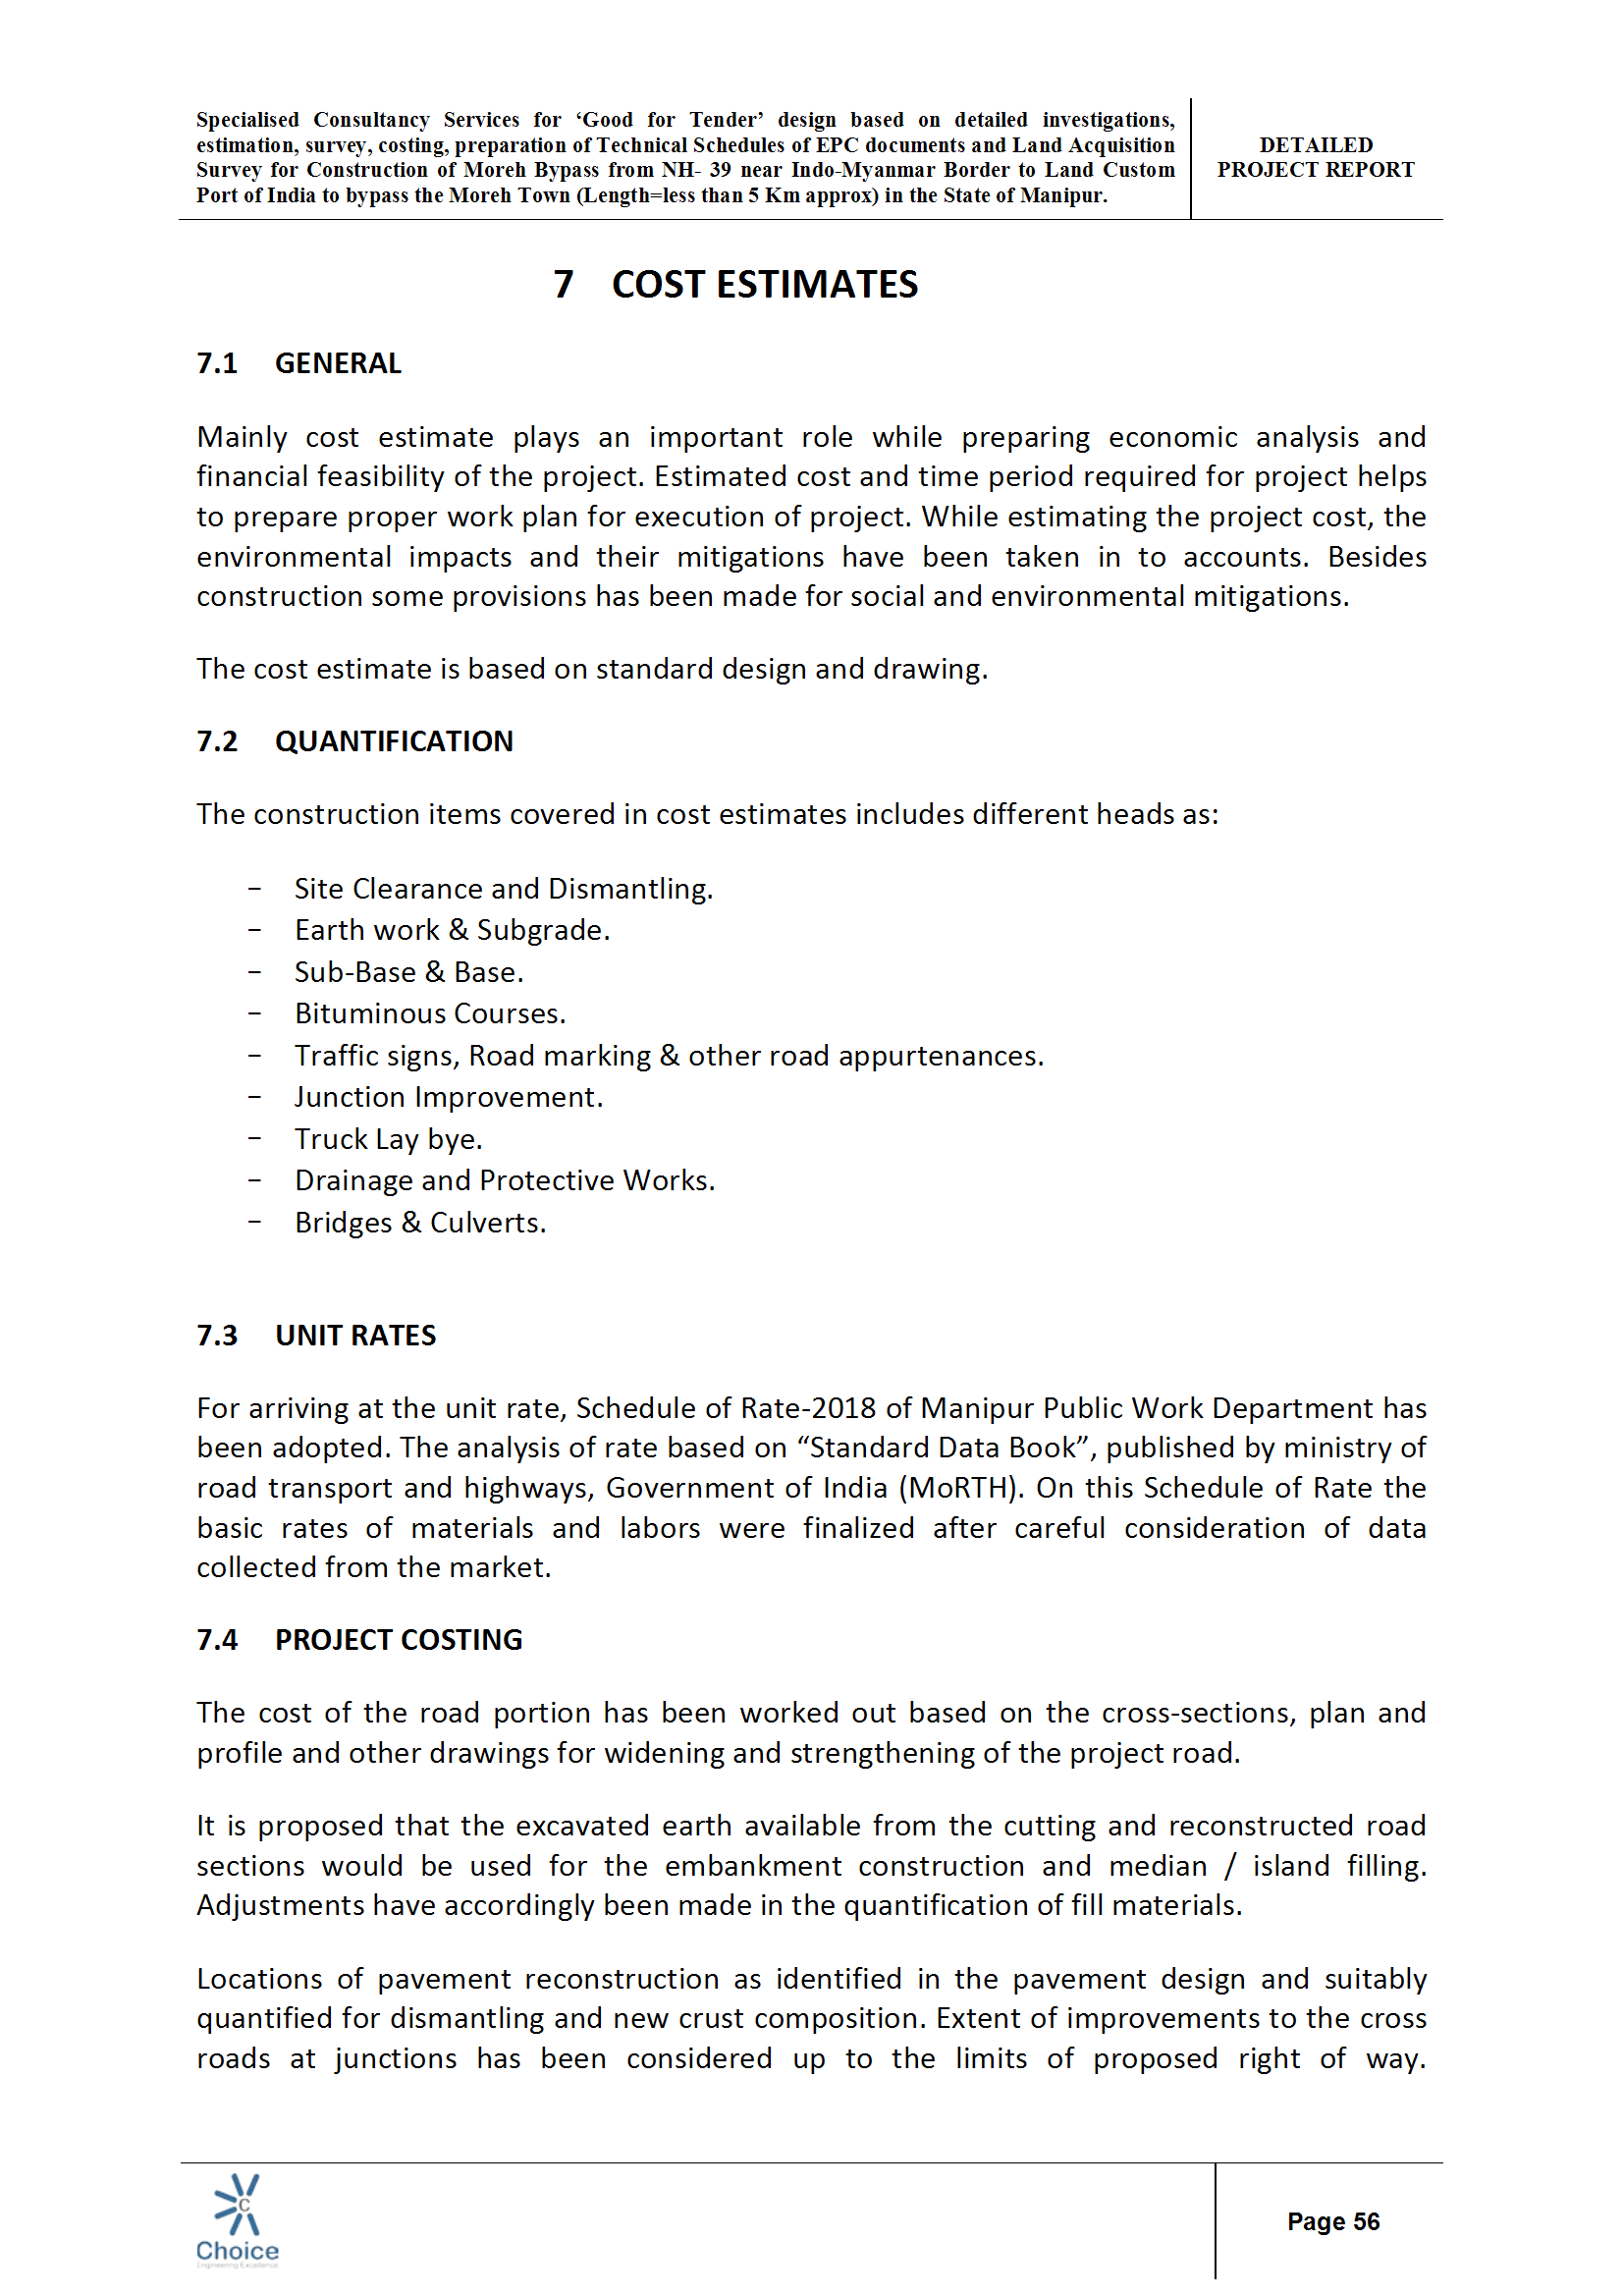 Specialised Consultancy Services for ‘Good for Tender’ design based on detailed investigations,
estimation, survey, costing, preparation of Technical Schedules of EPC documents and Land Acquisition
Survey for Construction of Moreh Bypass from NH- 39 near Indo-Myanmar Border to Land Custom
Port of India to bypass the Moreh Town (Length=less than 5 Km approx) in the State of Manipur.
DETAILED
PROJECT REPORT
7 COST ESTIMATES
7.1 GENERAL
Mainly cost estimate plays an important role while preparing economic analysis and
financial feasibility of the project. Estimated cost and time period required for project helps
to prepare proper work plan for execution of project. While estimating the project cost, the
environmental impacts and their mitigations have been taken in to accounts. Besides
construction some provisions has been made for social and environmental mitigations.
The cost estimate is based on standard design and drawing.
7.2 QUANTIFICATION
The construction items covered in cost estimates includes different heads as:
- Site Clearance and Dismantling.
- Earth work & Subgrade.
- Sub-Base & Base.
- Bituminous Courses.
- Traffic signs, Road marking & other road appurtenances.
- Junction Improvement.
- Truck Lay bye.
- Drainage and Protective Works.
- Bridges & Culverts.
7.3 UNIT RATES
For arriving at the unit rate, Schedule of Rate-2018 of Manipur Public Work Department has
been adopted. The analysis of rate based on “Standard Data Book”, published by ministry of
road transport and highways, Government of India (MoRTH). On this Schedule of Rate the
basic rates of materials and labors were finalized after careful consideration of data
collected from the market.
7.4 PROJECT COSTING
The cost of the road portion has been worked out based on the cross-sections, plan and
profile and other drawings for widening and strengthening of the project road.
It is proposed that the excavated earth available from the cutting and reconstructed road
sections would be used for the embankment construction and median / island filling.
Adjustments have accordingly been made in the quantification of fill materials.
Locations of pavement reconstruction as identified in the pavement design and suitably
quantified for dismantling and new crust composition. Extent of improvements to the cross
roads at junctions has been considered up to the limits of proposed right of way.
C
Choice
Engineering Excellence
Page 56